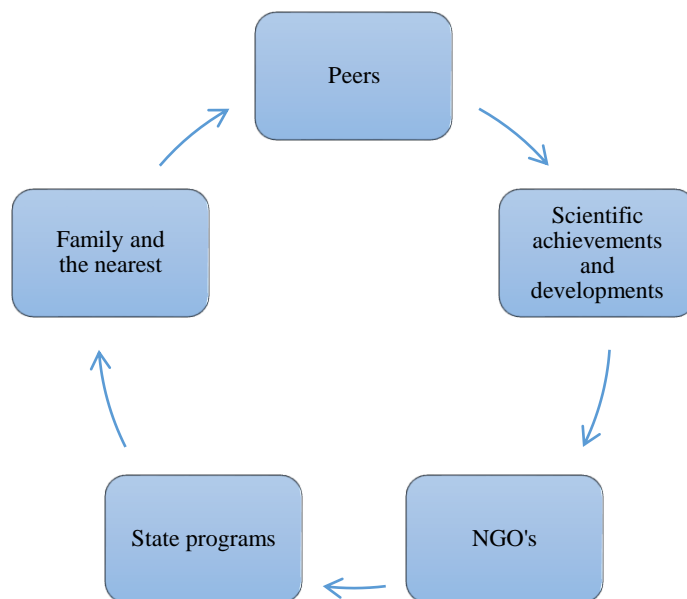 Peers
Scientific
achievements
and
developments
NGO's
State programs
Family and
the nearest